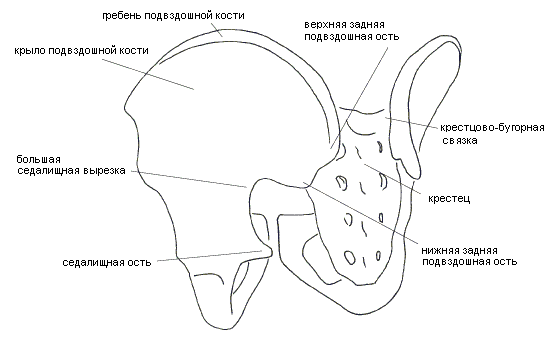 гребень подвздошной кости
верхняя задняя
подвздошная ость
крыло подвздошной кости
крестцово-бугорная
связка
большая
седалищная вырезка
крестец
нижняя задняя
подвздошная ость
седалищная ость